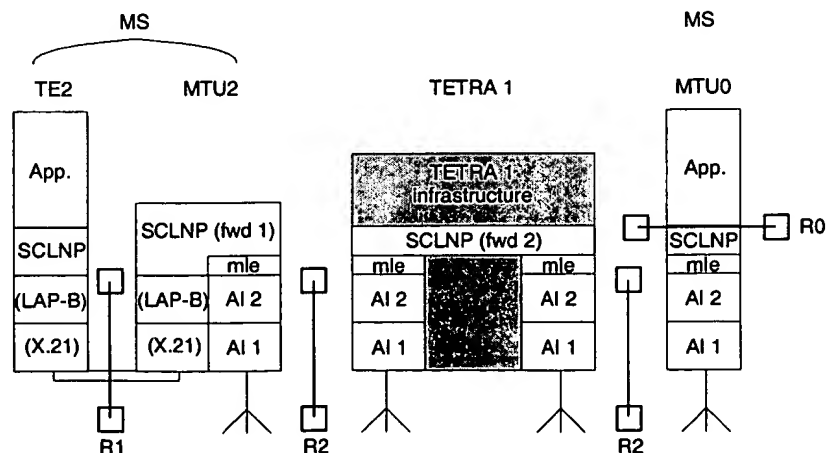 MS
MS
TE2
MTU2
TETRA 1
MTU0
App.
SCLNP
(LAP-B)
(X.21)
SCLNP (fwd 1)
mle
(LAP-B)
AI 2
(X.21)
AI 1
R1
R2
TETRA 1
infrastructure
SCLNP (fwd 2)
mle
mle
AI 2
AI 2
AI 1
AI 1
R2
App.
SCLNP
mle
AI 2
AI 1
R0